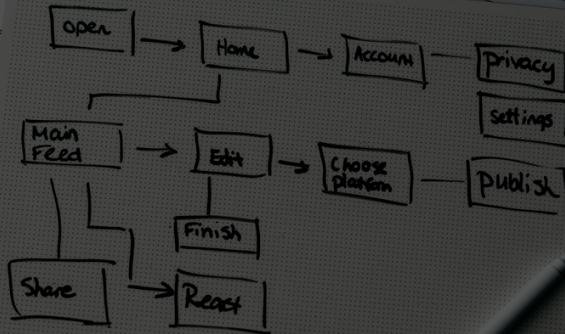 open
Home
Account
privacy
settings
Main
Feed
Edit
Choose
platform
publish
Finish
Share
React